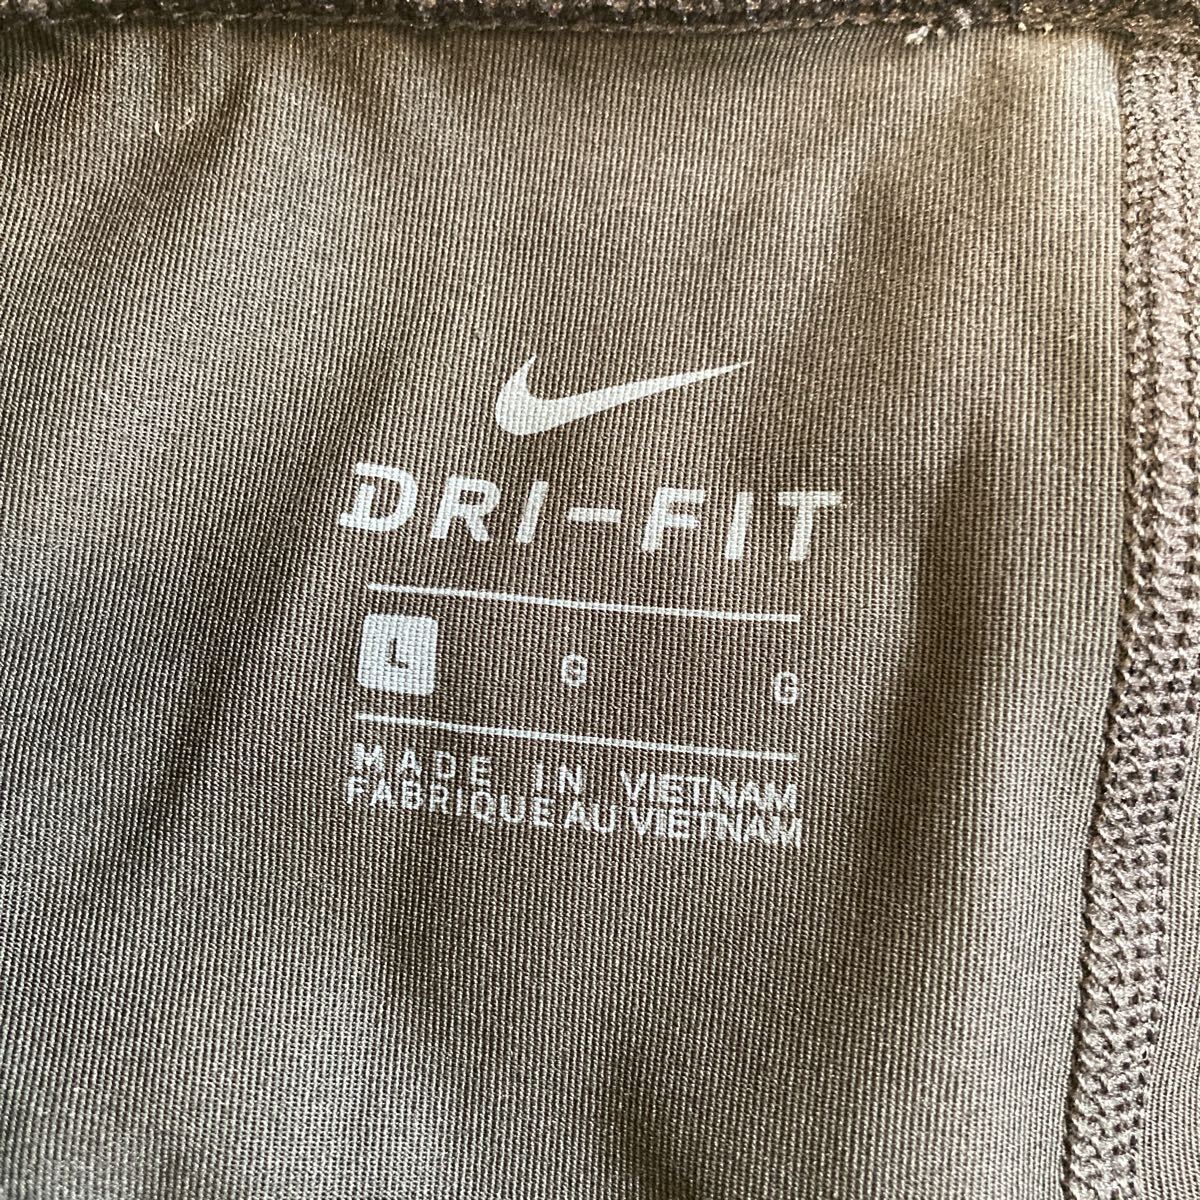 DRI-FIT
L G G
MADE IN VIETNAM
FABRIQUE AU VIETNAM